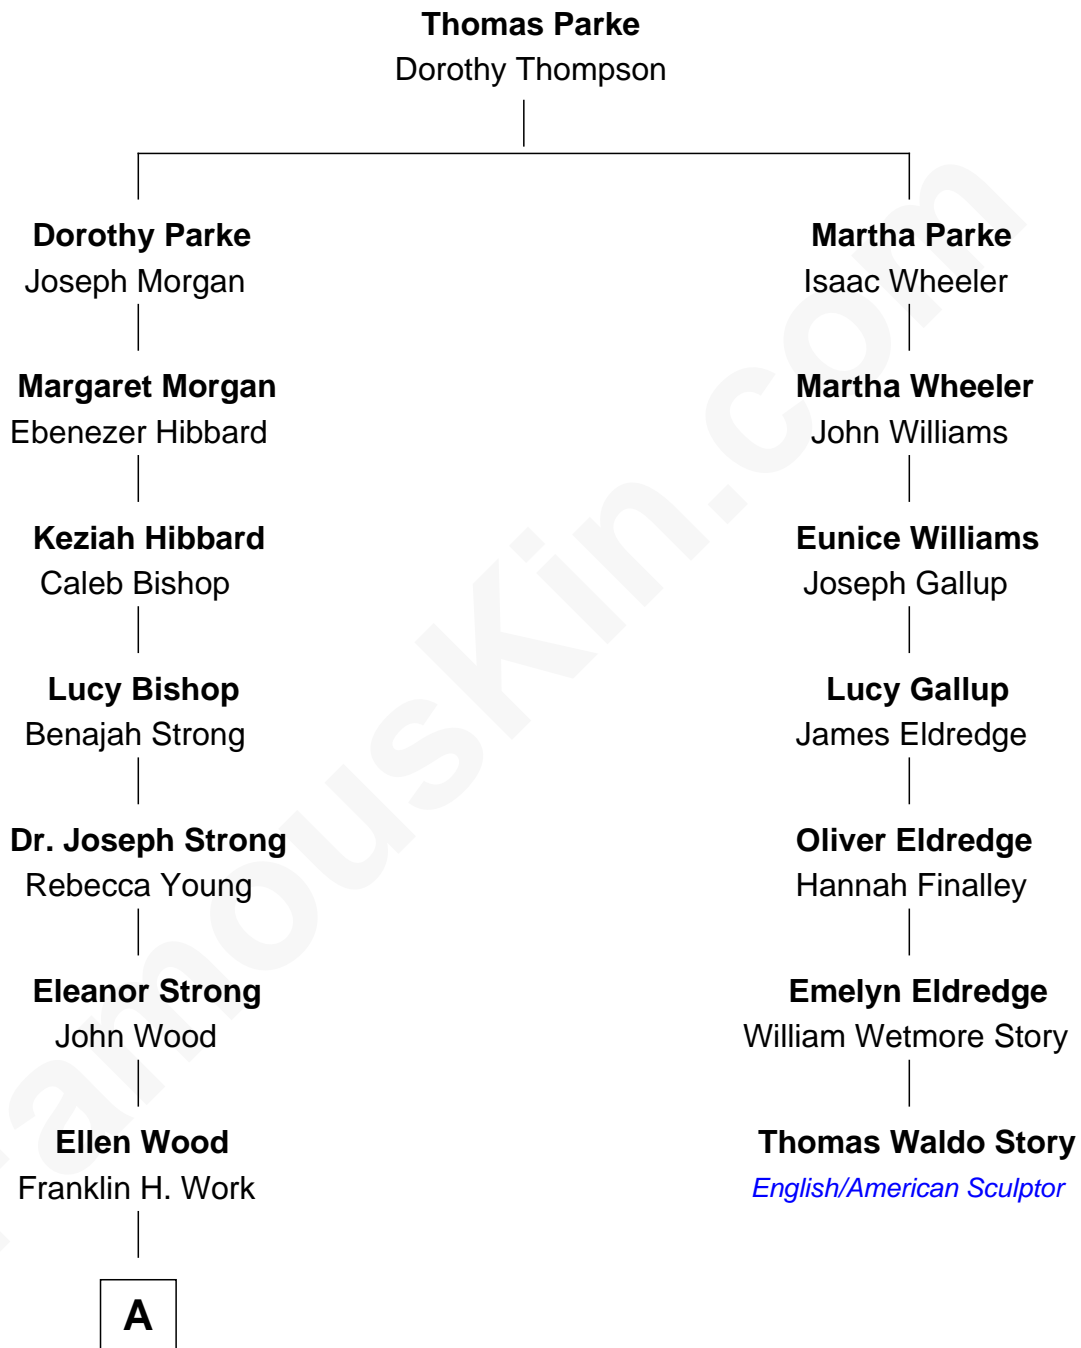 Thomas Parke
Dorothy Thompson
Dorothy Parke
Joseph Morgan
Martha Parke
Isaac Wheeler
Margaret Morgan
Ebenezer Hibbard
Martha Wheeler
John Williams
Keziah Hibbard
Caleb Bishop
Eunice Williams
Joseph Gallup
Lucy Bishop
Benajah Strong
Lucy Gallup
James Eldredge
Dr. Joseph Strong
Rebecca Young
Oliver Eldredge
Hannah Finalley
Eleanor Strong
John Wood
Emelyn Eldredge
William Wetmore Story
Ellen Wood
Franklin H. Work
Thomas Waldo Story
English/American Sculptor
A
FamousKin.com